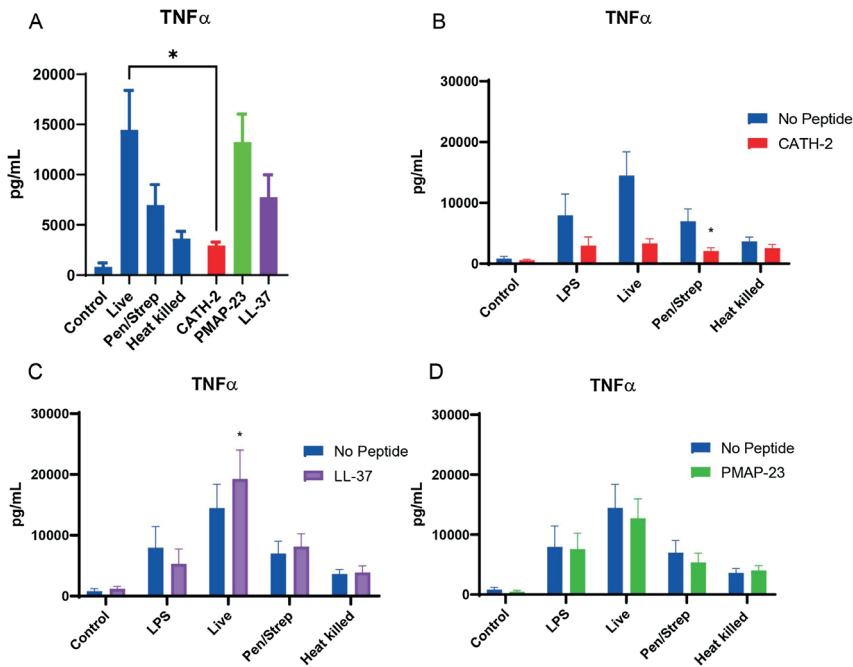 A
TNFα
pg/mL
20000
15000
10000
5000
0
Control
Live
Pen/Strep
Heat killed
CATH-2
PMAP-23
LL-37
*
B
TNFα
pg/mL
30000
20000
10000
0
Control
LPS
Live
Pen/Strep
Heat killed
No Peptide
CATH-2
*
C
TNFα
pg/mL
30000
20000
10000
0
Control
LPS
Live
Pen/Strep
Heat killed
No Peptide
LL-37
*
D
TNFα
pg/mL
30000
20000
10000
0
Control
LPS
Live
Pen/Strep
Heat killed
No Peptide
PMAP-23